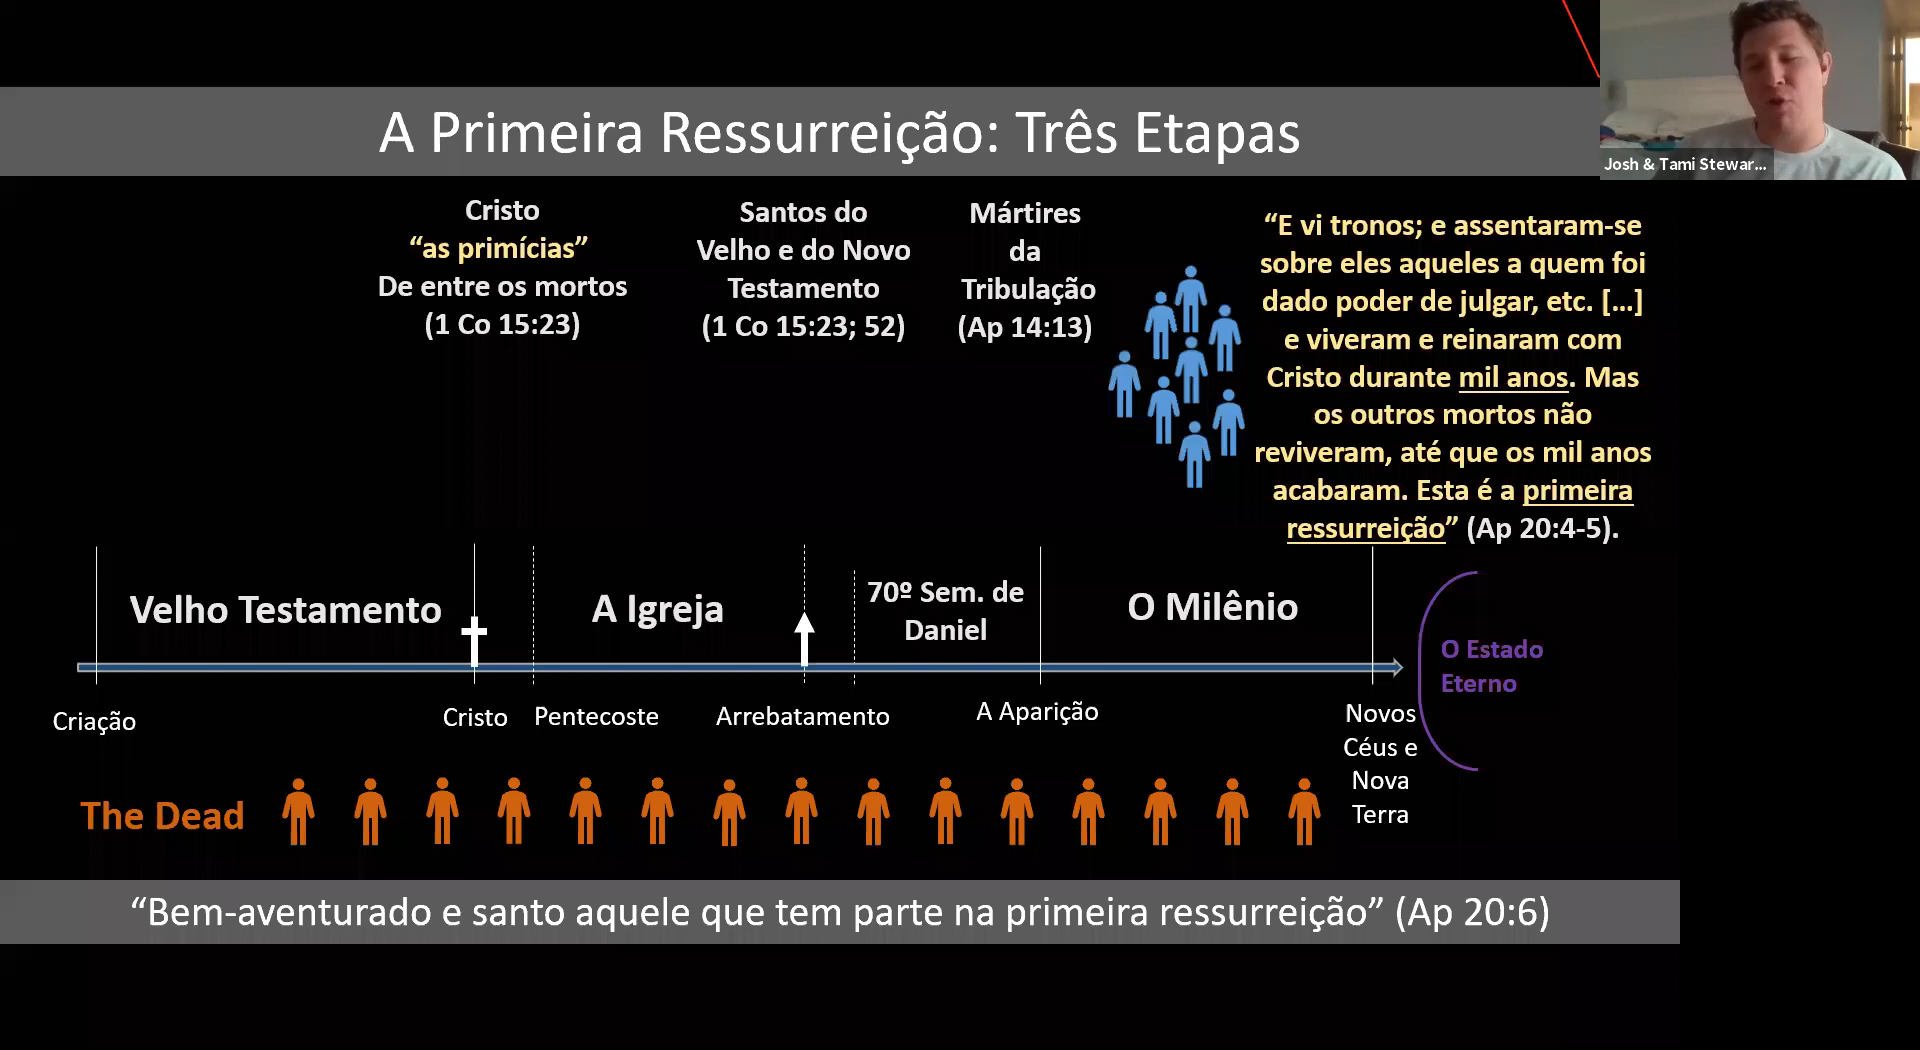 A Primeira Ressurreição: Três Etapas
Josh & Tami Stewar...
Cristo
“as primícias”
De entre os mortos
(1 Co 15:23)
Santos do
Velho e do Novo
Testamento
(1 Co 15:23; 52)
Mártires
da
Tribulação
(Ap 14:13)
“E vi tronos; e assentaram-se
sobre eles aqueles a quem foi
dado poder de julgar, etc. [...]
e viveram e reinaram com
Cristo durante mil anos. Mas
os outros mortos não
reviveram, até que os mil anos
acabaram. Esta é a primeira
ressurreição” (Ap 20:4-5).
Velho Testamento
A Igreja
70º Sem. de
Daniel
O Milênio
O Estado
Eterno
Criação
Cristo
Pentecoste
Arrebatamento
A Aparição
Novos
Céus e
Nova
Terra
The Dead
“Bem-aventurado e santo aquele que tem parte na primeira ressurreição” (Ap 20:6)